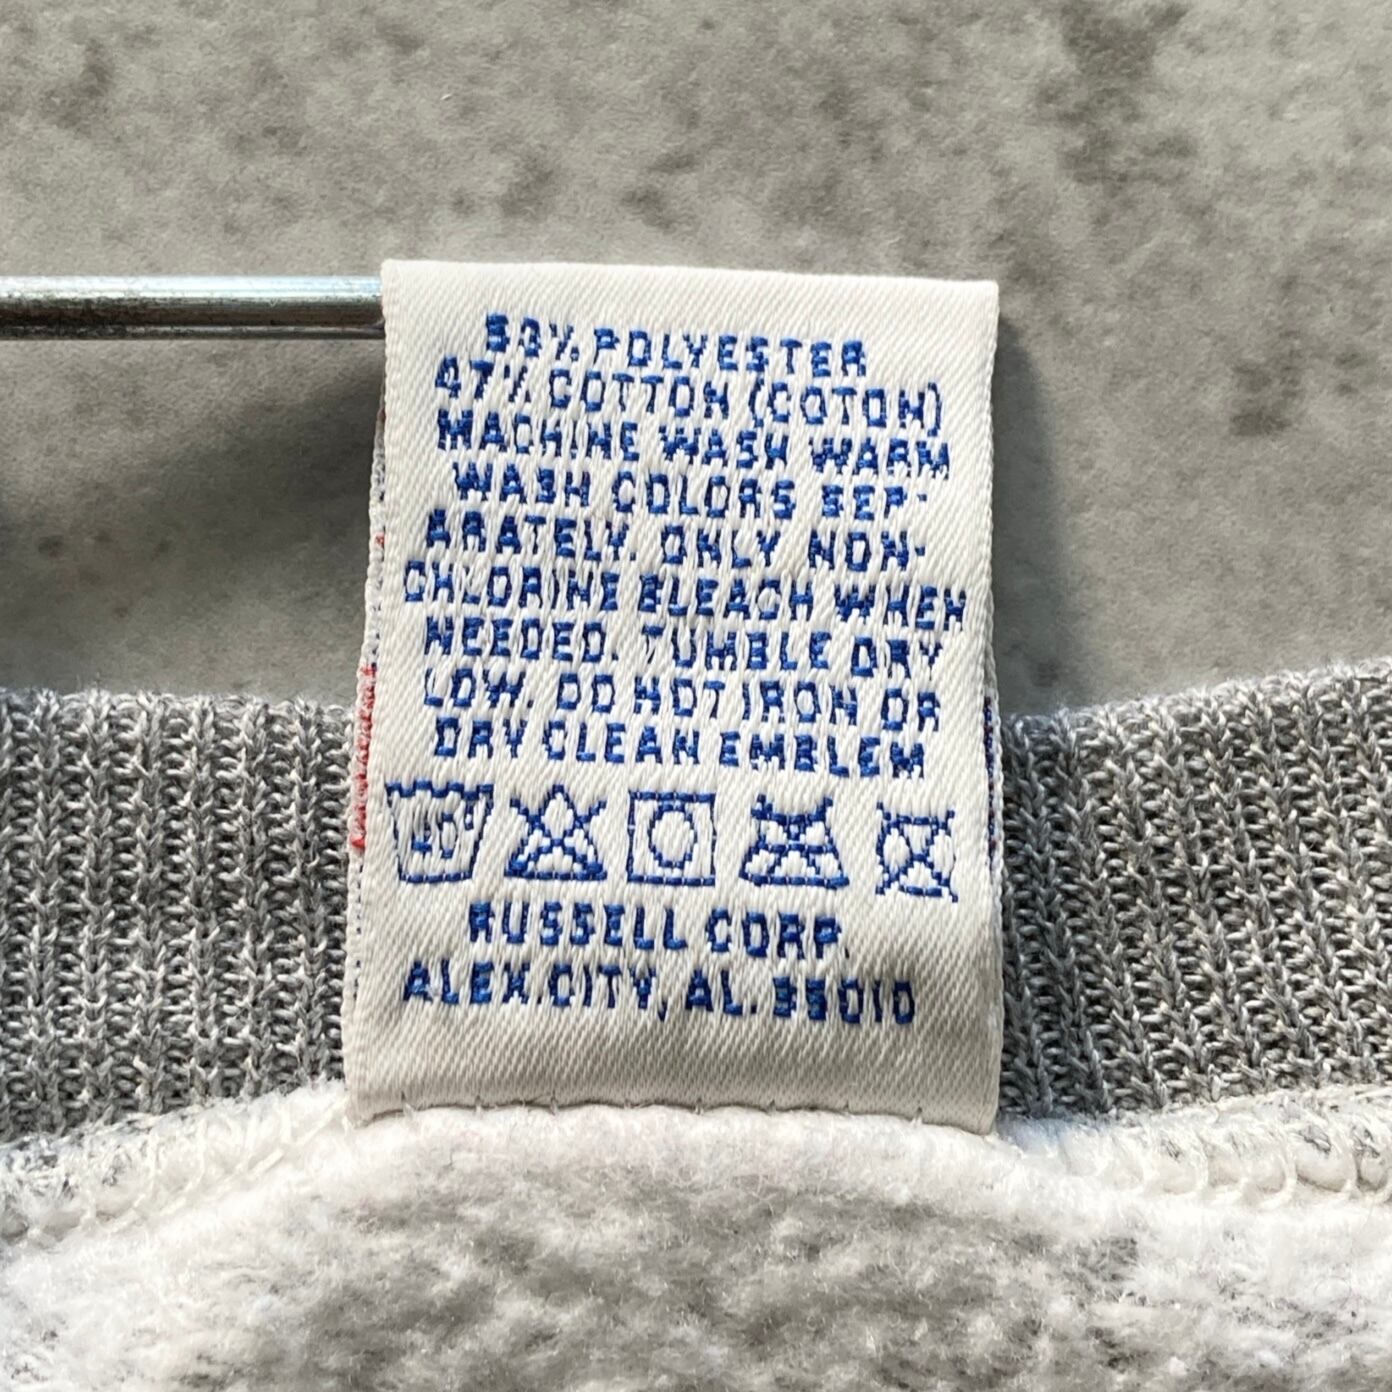 53% POLYESTER
47% COTTON (COTON)
MACHINE WASH WARM
WASH COLORS SEP-
ARATELY. ONLY NON-
CHLORINE BLEACH WHEN
NEEDED. TUMBLE DRY
LOW. DO NOT IRON OR
DRY CLEAN EMBLEM
40°
RUSSELL CORP.
ALEX.CITY, AL. 35010